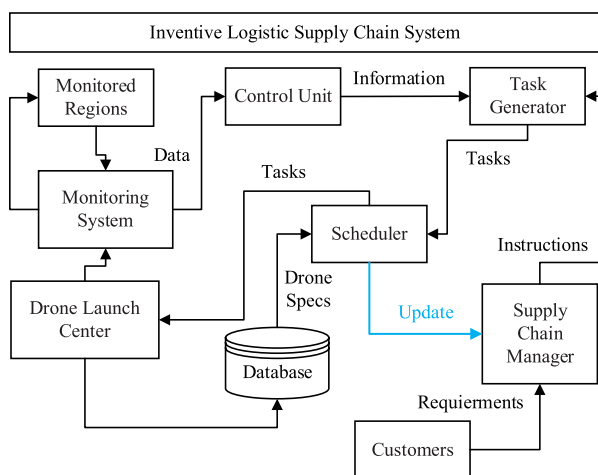 Inventive Logistic Supply Chain System
Monitored
Regions
Control Unit
Information
Task
Generator
Data
Tasks
Tasks
Monitoring
System
Scheduler
Instructions
Drone
Specs
Drone Launch
Center
Update
Supply
Chain
Manager
Database
Requierments
Customers